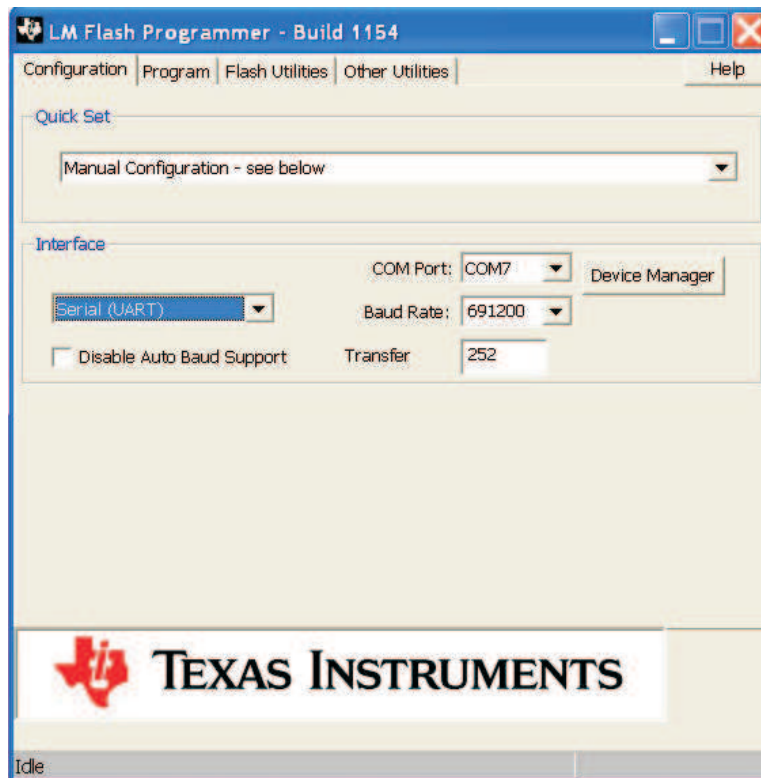 LM Flash Programmer - Build 1154
Configuration Program Flash Utilities Other Utilities Help
Quick Set
Manual Configuration - see below
Interface
COM Port: COM7 Device Manager
Serial (UART) Baud Rate: 691200
Disable Auto Baud Support Transfer 252
TEXAS INSTRUMENTS
Idle